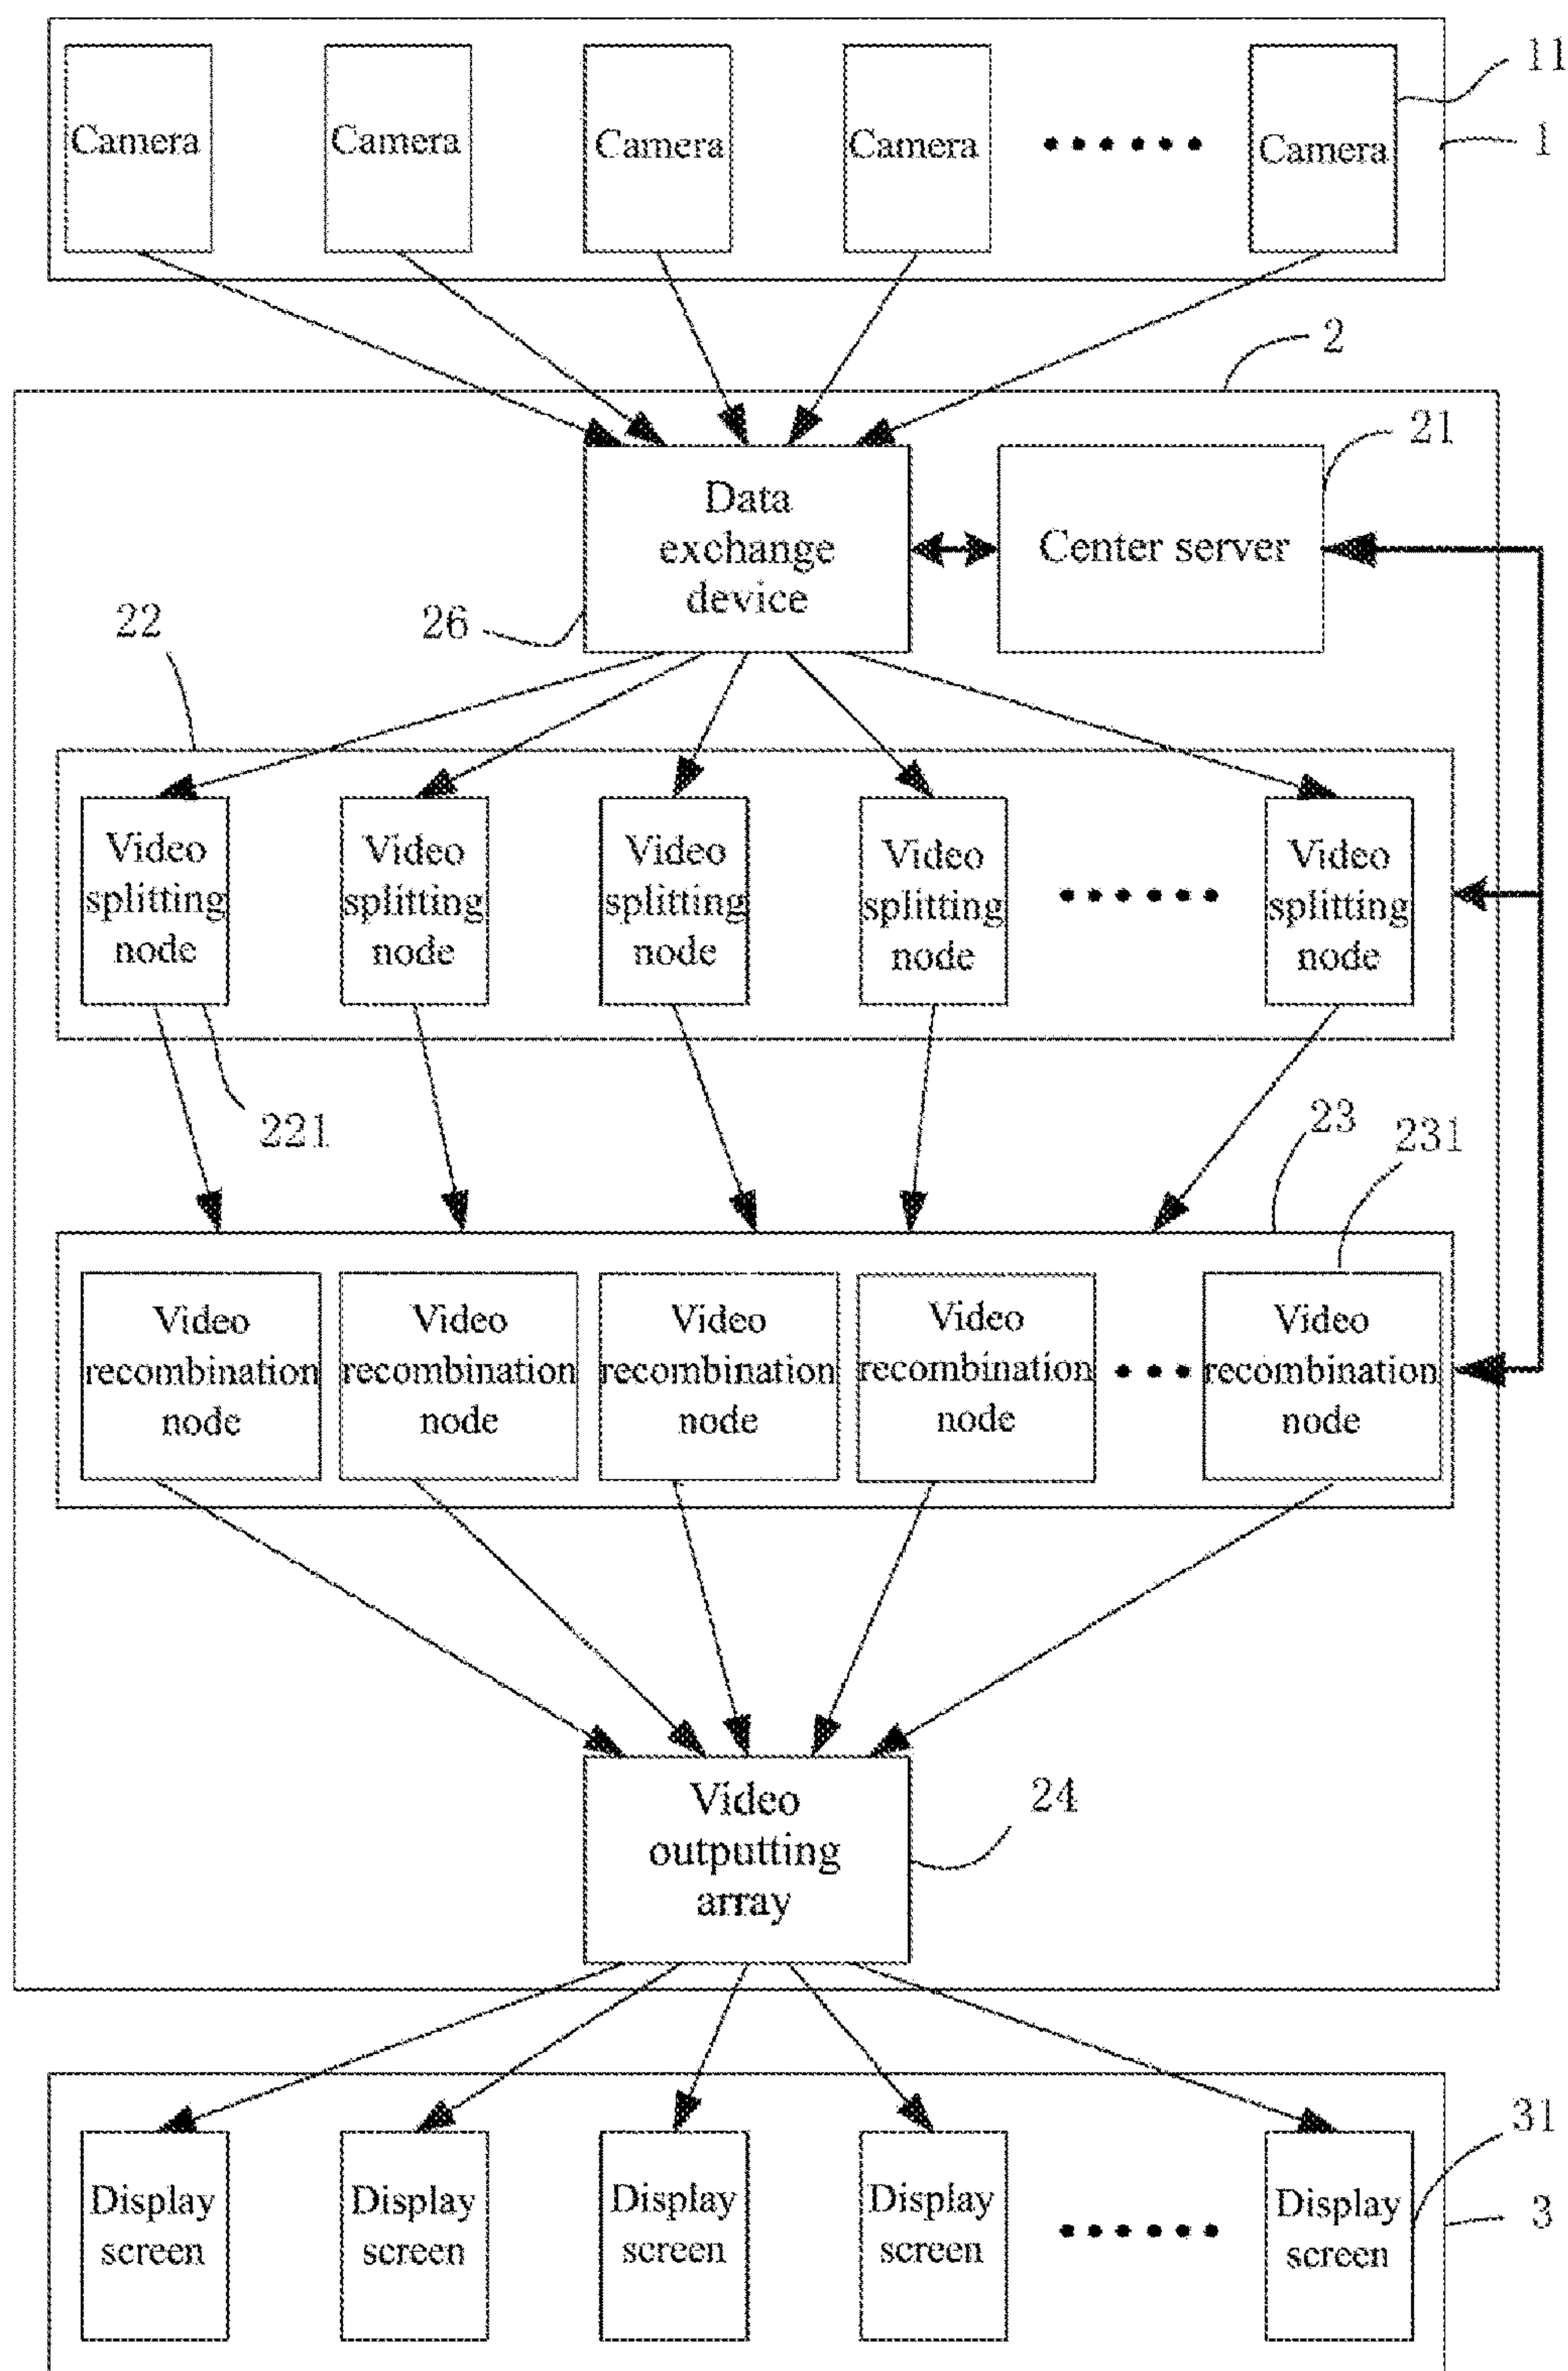 11
Camera
Camera
Camera
Camera
Camera
1
2
21
Data
exchange
device
Center server
22
26
Video
splitting
node
Video
splitting
node
Video
splitting
node
Video
splitting
node
Video
splitting
node
221
23
231
Video
recombination
node
Video
recombination
node
Video
recombination
node
Video
recombination
node
Video
recombination
node
24
Video
outputting
array
31
Display
screen
Display
screen
Display
screen
Display
screen
Display
screen
3